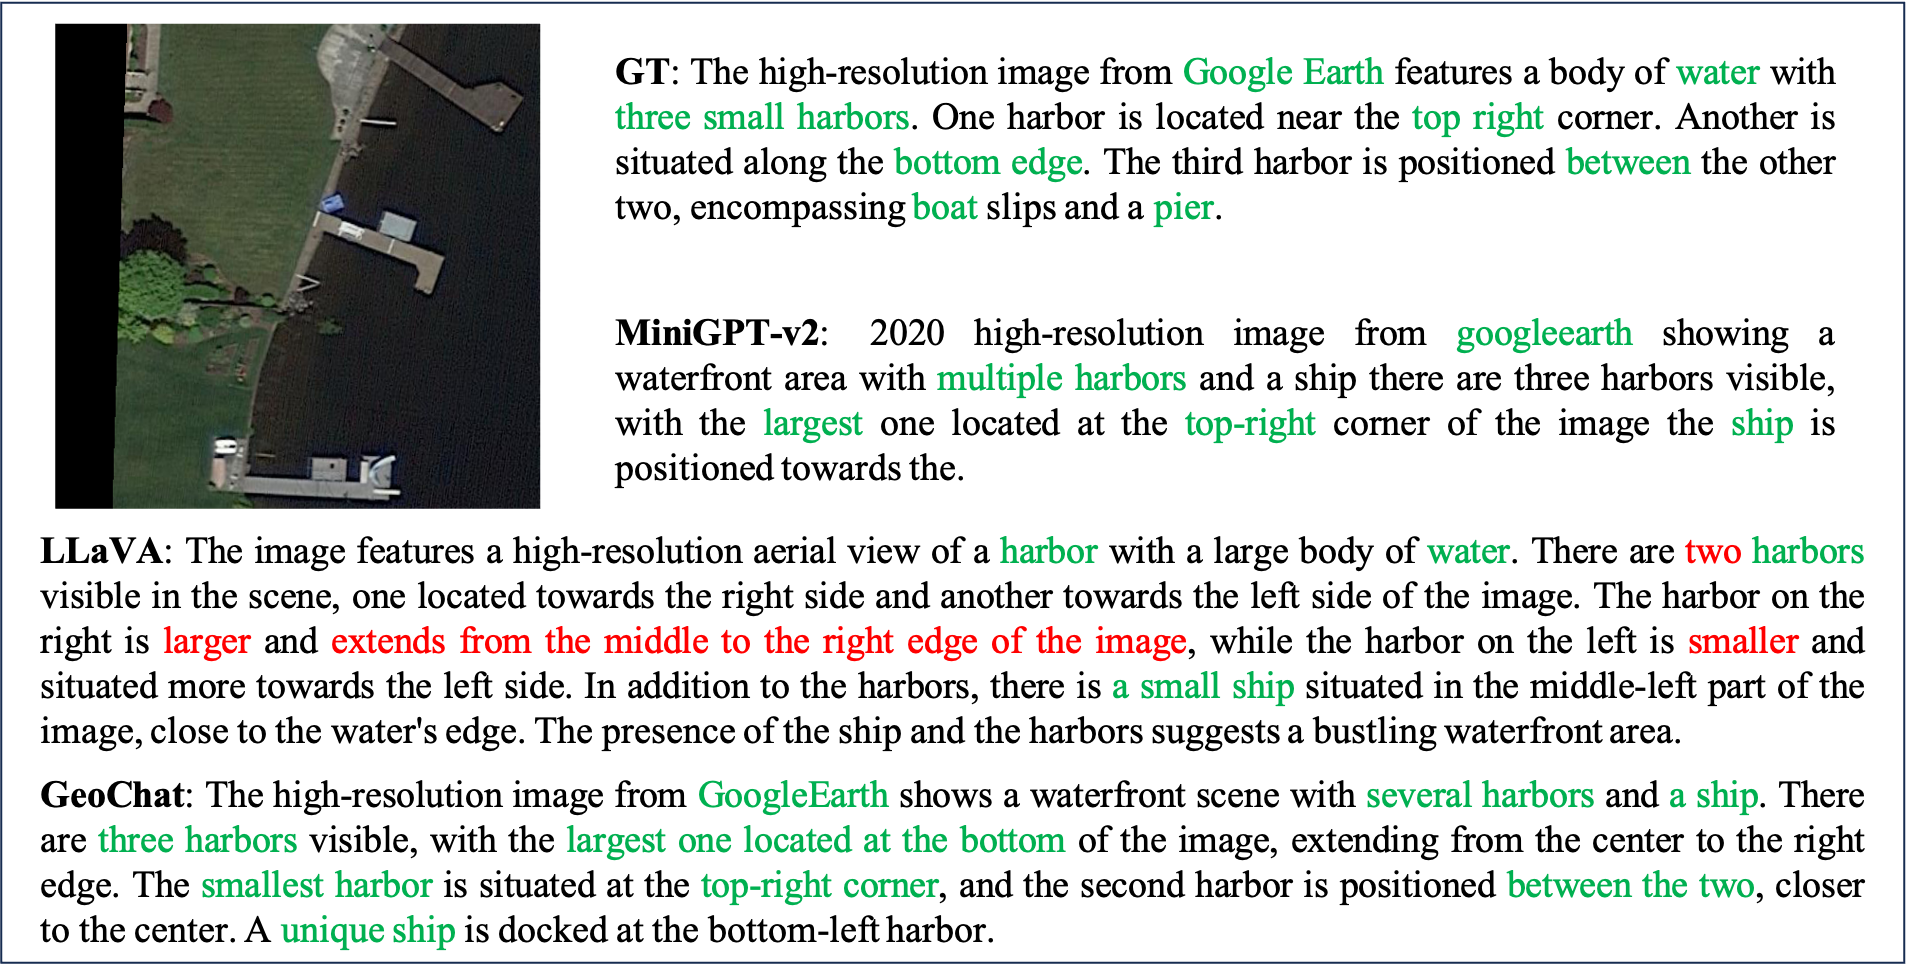 GT: The high-resolution image from Google Earth features a body of water with
three small harbors. One harbor is located near the top right corner. Another is
situated along the bottom edge. The third harbor is positioned between the other
two, encompassing boat slips and a pier.
MiniGPT-v2: 2020 high-resolution image from googleearth showing a
waterfront area with multiple harbors and a ship there are three harbors visible,
with the largest one located at the top-right corner of the image the ship is
positioned towards the.
LLaVA: The image features a high-resolution aerial view of a harbor with a large body of water. There are two harbors
visible in the scene, one located towards the right side and another towards the left side of the image. The harbor on the
right is larger and extends from the middle to the right edge of the image, while the harbor on the left is smaller and
situated more towards the left side. In addition to the harbors, there is a small ship situated in the middle-left part of the
image, close to the water's edge. The presence of the ship and the harbors suggests a bustling waterfront area.
GeoChat: The high-resolution image from GoogleEarth shows a waterfront scene with several harbors and a ship. There
are three harbors visible, with the largest one located at the bottom of the image, extending from the center to the right
edge. The smallest harbor is situated at the top-right corner, and the second harbor is positioned between the two, closer
to the center. A unique ship is docked at the bottom-left harbor.